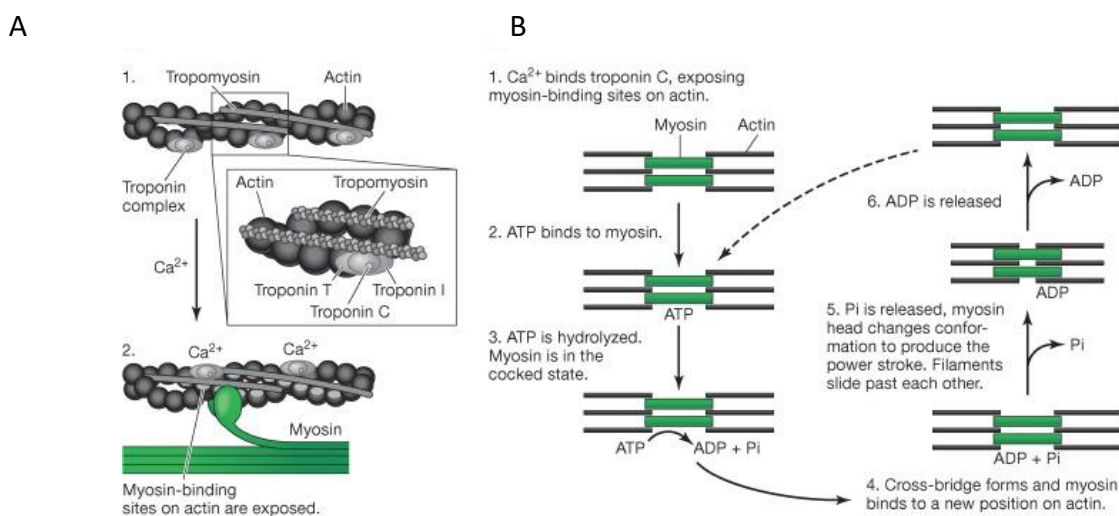 A
B
1.
Tropomyosin
Actin
Troponin
complex
Actin
Tropomyosin
Troponin T
Troponin I
Troponin C
Ca²⁺
2.
Ca²⁺
Ca²⁺
Myosin
Myosin-binding
sites on actin are exposed.
1. Ca²⁺ binds troponin C, exposing
myosin-binding sites on actin.
Myosin
Actin
2. ATP binds to myosin.
ATP
3. ATP is hydrolyzed.
Myosin is in the
cocked state.
ATP
ADP + Pi
4. Cross-bridge forms and myosin
binds to a new position on actin.
ADP + Pi
5. Pi is released, myosin
head changes confor-
mation to produce the
power stroke. Filaments
slide past each other.
Pi
ADP
6. ADP is released
ADP